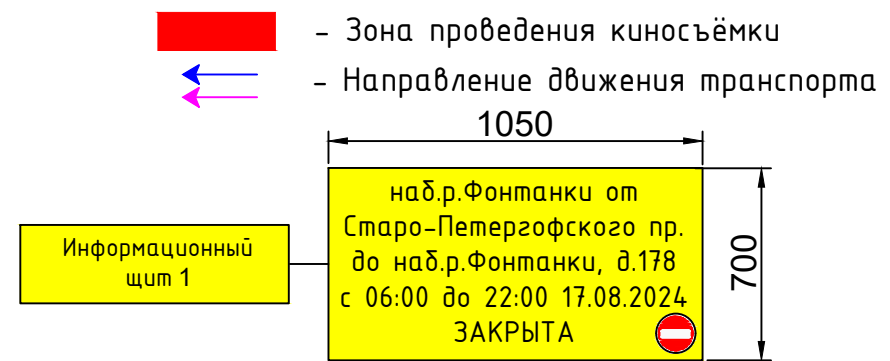 - Зона проведения киносъёмки
- Направление движения транспорта
1050
наб.р.Фонтанки от
Старо-Петергофского пр.
до наб.р.Фонтанки, д.178
с 06:00 до 22:00 17.08.2024
ЗАКРЫТА
Информационный
щит 1
700